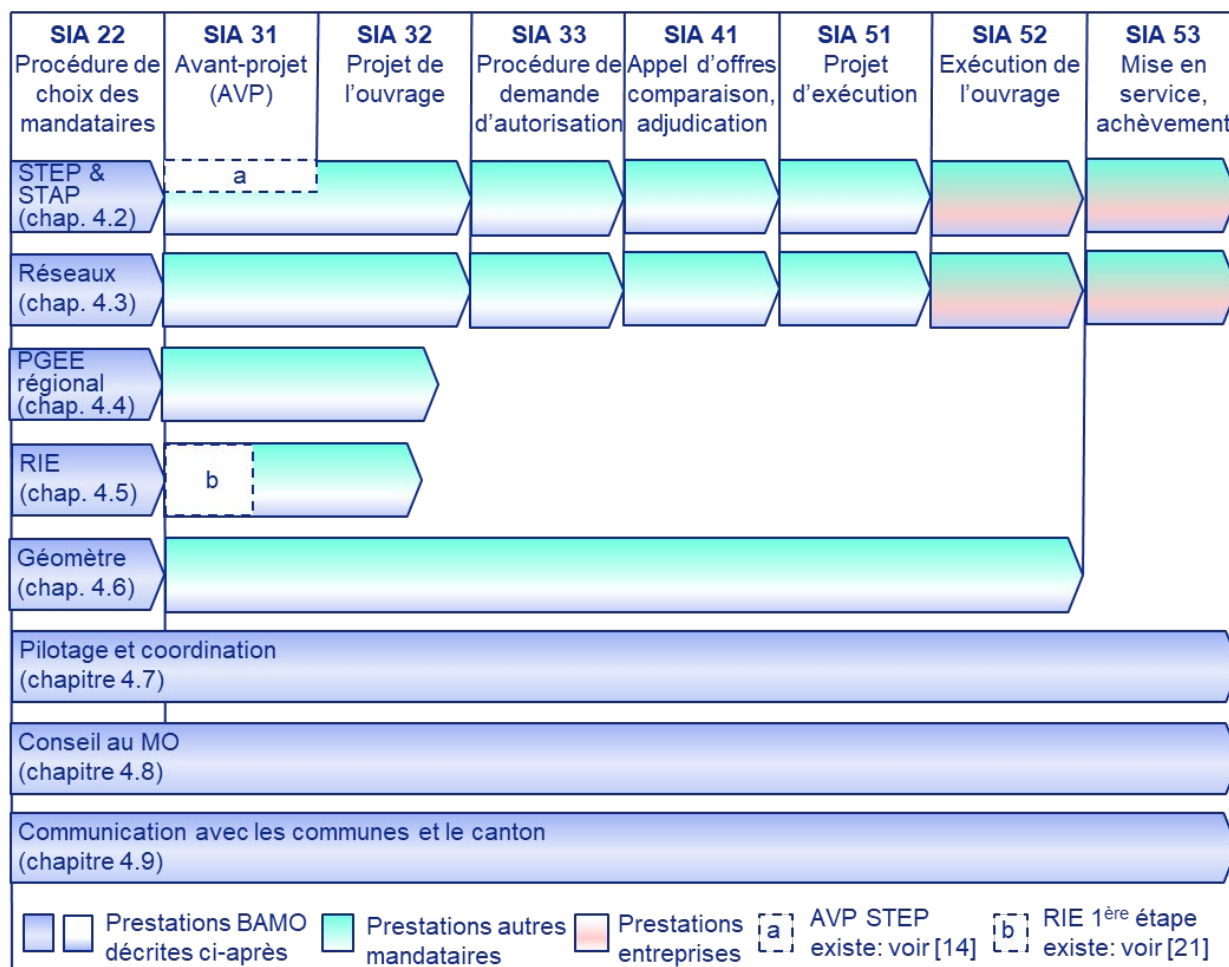 SIA 22
Procédure de
choix des
mandataires
SIA 31
Avant-projet
(AVP)
SIA 32
Projet de
l'ouvrage
SIA 33
Procédure de
demande
d'autorisation
SIA 41
Appel d'offres
comparaison,
adjudication
SIA 51
Projet
d'exécution
SIA 52
Exécution de
l'ouvrage
SIA 53
Mise en
service,
achèvement
STEP &
STAP
(chap. 4.2)
a
Réseaux
(chap. 4.3)
PGEE
régional
(chap. 4.4)
RIE
(chap. 4.5)
b
Géomètre
(chap. 4.6)
Pilotage et coordination
(chapitre 4.7)
Conseil au MO
(chapitre 4.8)
Communication avec les communes et le canton
(chapitre 4.9)
Prestations BAMO
décrites ci-après
Prestations autres
mandataires
Prestations
entreprises
a
AVP STEP
existe: voir [14]
b
RIE 1ère étape
existe: voir [21]